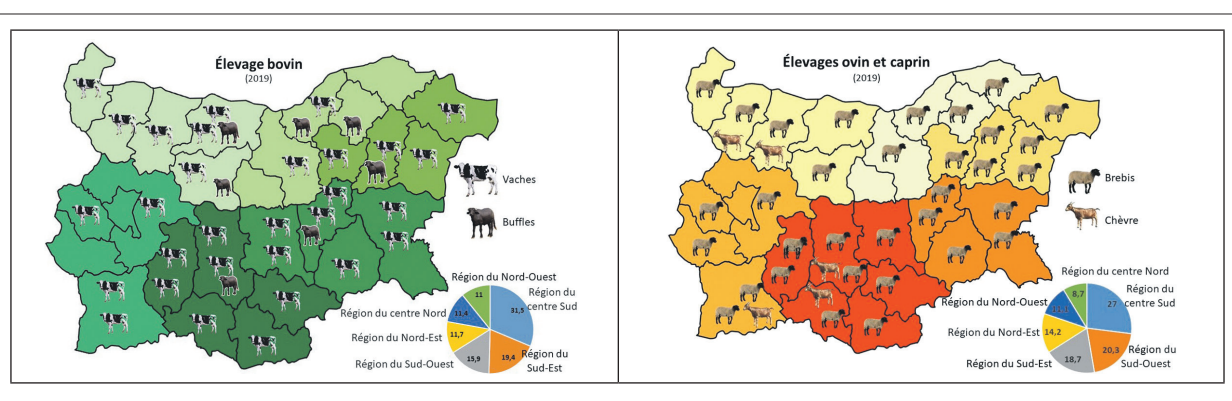 Élevage bovin
(2019)
Vaches
Buffles
Région du Nord-Ouest
Région du
centre Sud
Région du centre Nord
Région du Nord-Est
Région du Sud-Ouest
Région du
Sud-Est
11
31,5
11,4
11,7
15,9
19,4
Élevages ovin et caprin
(2019)
Brebis
Chèvre
Région du centre Nord
Région du
centre Sud
Région du Nord-Ouest
Région du Nord-Est
Région du Sud-Est
Région du
Sud-Ouest
8,7
27
14,2
18,7
20,3